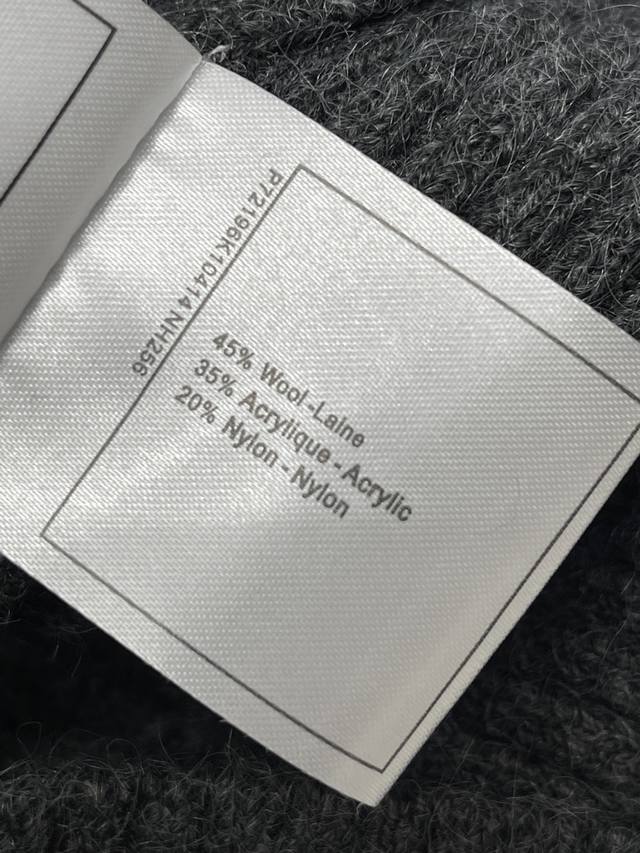 P72196K10414 NH256
45% Wool-Laine
35% Acrylique - Acrylic
20% Nylon - Nylon